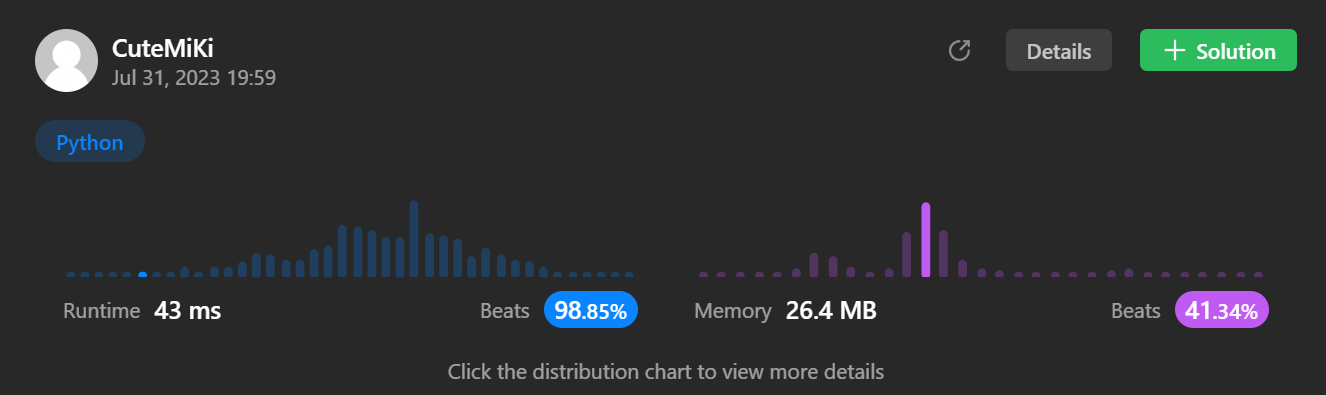 CuteMiKi
Jul 31, 2023 19:59
Details
+ Solution
Python
Runtime 43 ms Beats 98.85%
Memory 26.4 MB Beats 41.34%
Click the distribution chart to view more details